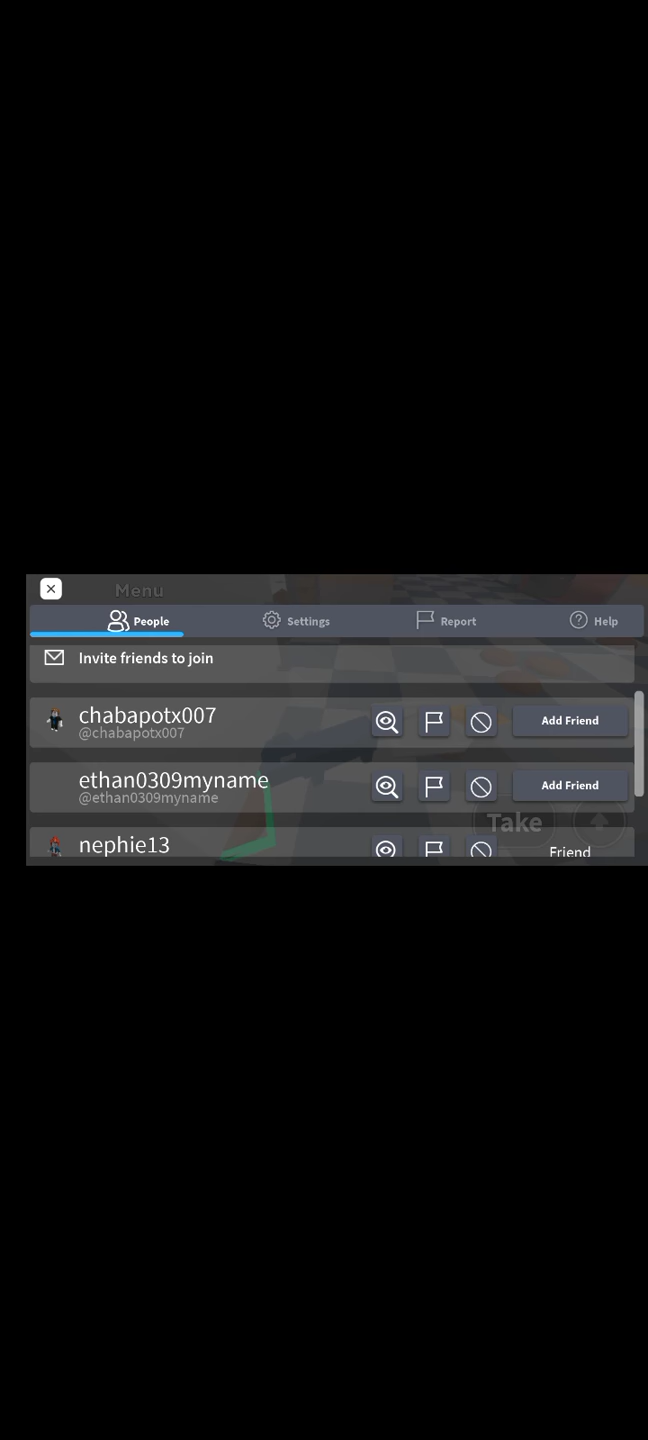 Menu
People
Settings
Report
Help
Invite friends to join
chabapotx007
@chabapotx007
Add Friend
ethan0309myname
@ethan0309myname
Add Friend
Take
nephie13
Friend